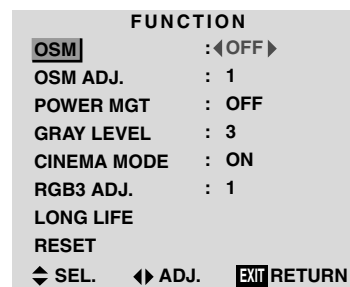 FUNCTION
OSM : OFF
OSM ADJ. : 1
POWER MGT : OFF
GRAY LEVEL : 3
CINEMA MODE : ON
RGB3 ADJ. : 1
LONG LIFE
RESET
SEL. ADJ. EXIT RETURN